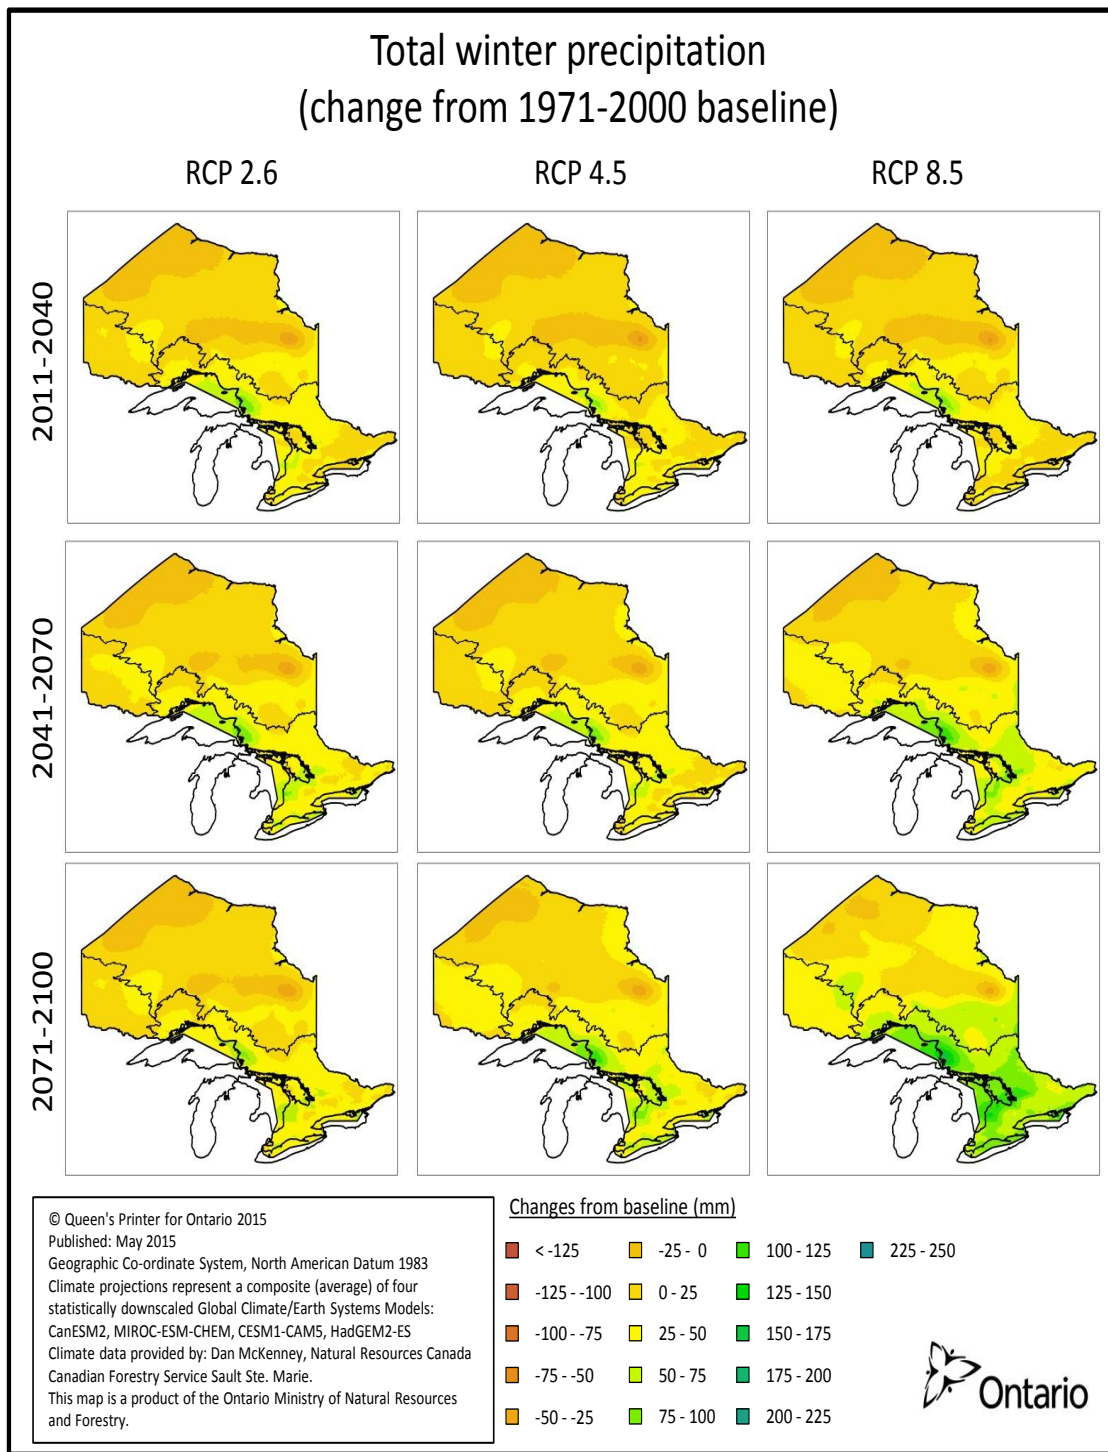 Total winter precipitation
(change from 1971-2000 baseline)
RCP 2.6
RCP 4.5
RCP 8.5
2011-2040
2041-2070
2071-2100
© Queen's Printer for Ontario 2015
Published: May 2015
Geographic Co-ordinate System, North American Datum 1983
Climate projections represent a composite (average) of four
statistically downscaled Global Climate/Earth Systems Models:
CanESM2, MIROC-ESM-CHEM, CESM1-CAM5, HadGEM2-ES
Climate data provided by: Dan McKenney, Natural Resources Canada
Canadian Forestry Service Sault Ste. Marie.
This map is a product of the Ontario Ministry of Natural Resources
and Forestry.
Changes from baseline (mm)
< -125
-125 - -100
-100 - -75
-75 - -50
-50 - -25
-25 - 0
0 - 25
25 - 50
50 - 75
75 - 100
100 - 125
125 - 150
150 - 175
175 - 200
200 - 225
225 - 250
Ontario